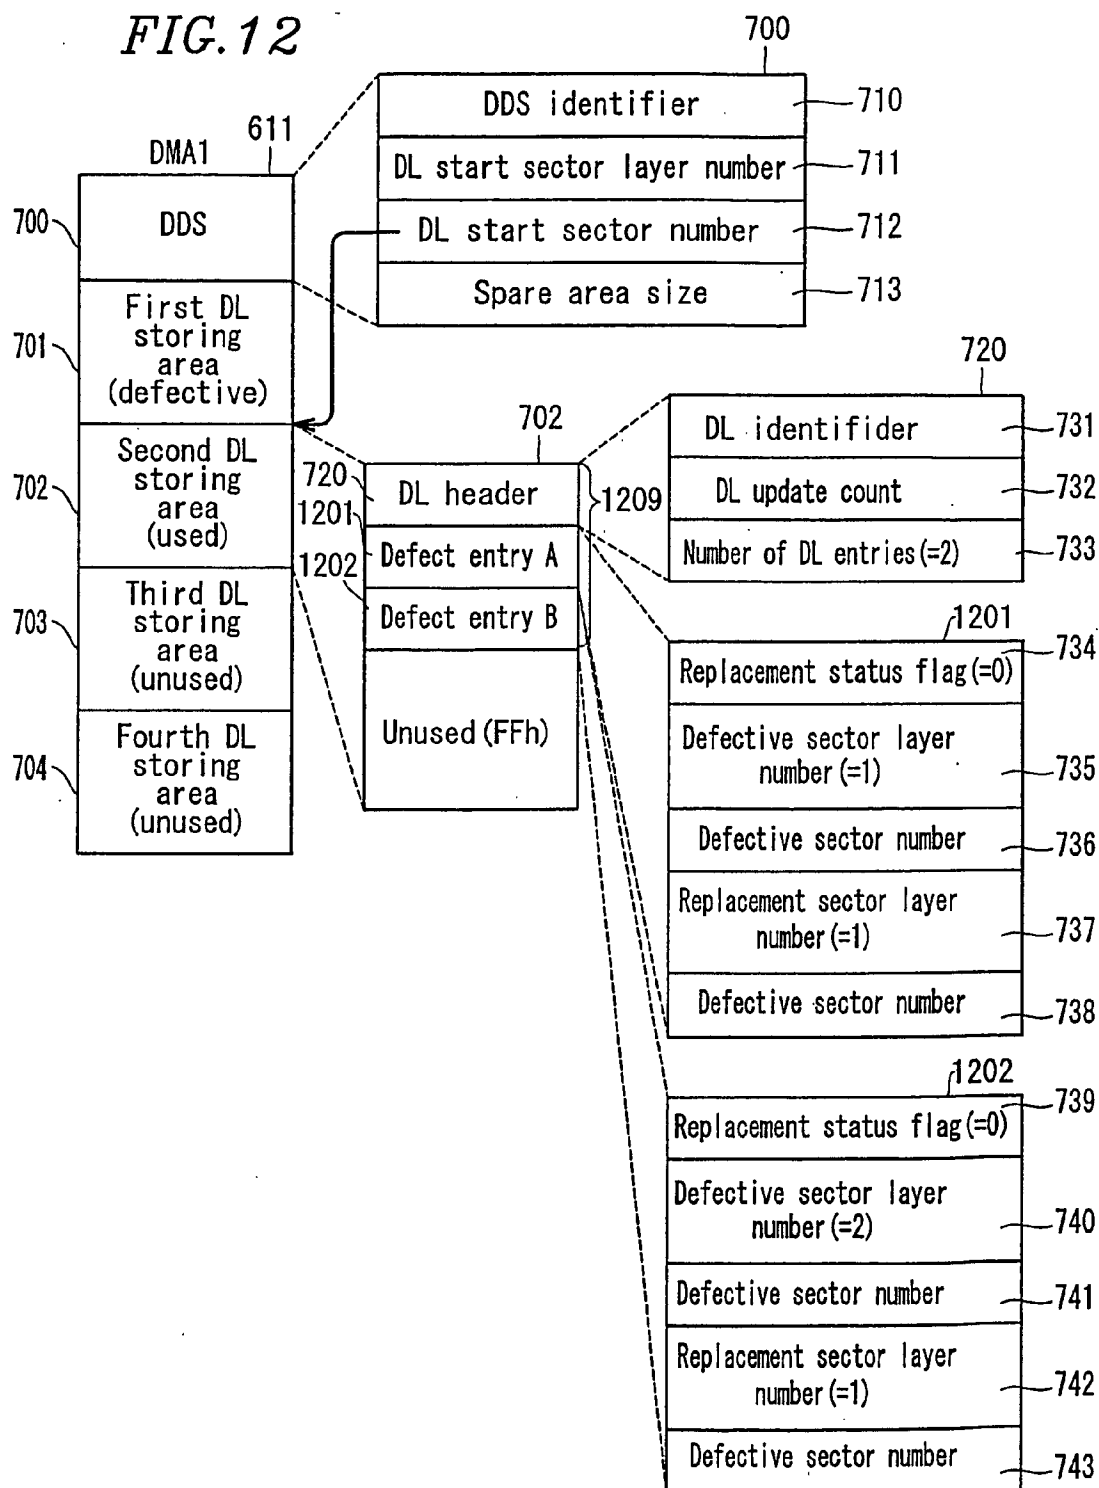 FIG.12
700
DDS identifier
710
DL start sector layer number
711
DL start sector number
712
Spare area size
713
611
DMA1
700
DDS
701
First DL
storing
area
(defective)
702
Second DL
storing
area
(used)
703
Third DL
storing
area
(unused)
704
Fourth DL
storing
area
(unused)
702
720
DL header
1209
1201
Defect entry A
1202
Defect entry B
Unused (FFh)
720
DL identifider
731
DL update count
732
Number of DL entries (=2)
733
1201
734
Replacement status flag (=0)
Defective sector layer
number (=1)
735
Defective sector number
736
Replacement sector layer
number (=1)
737
Defective sector number
738
1202
739
Replacement status flag (=0)
Defective sector layer
number (=2)
740
Defective sector number
741
Replacement sector layer
number (=1)
742
Defective sector number
743